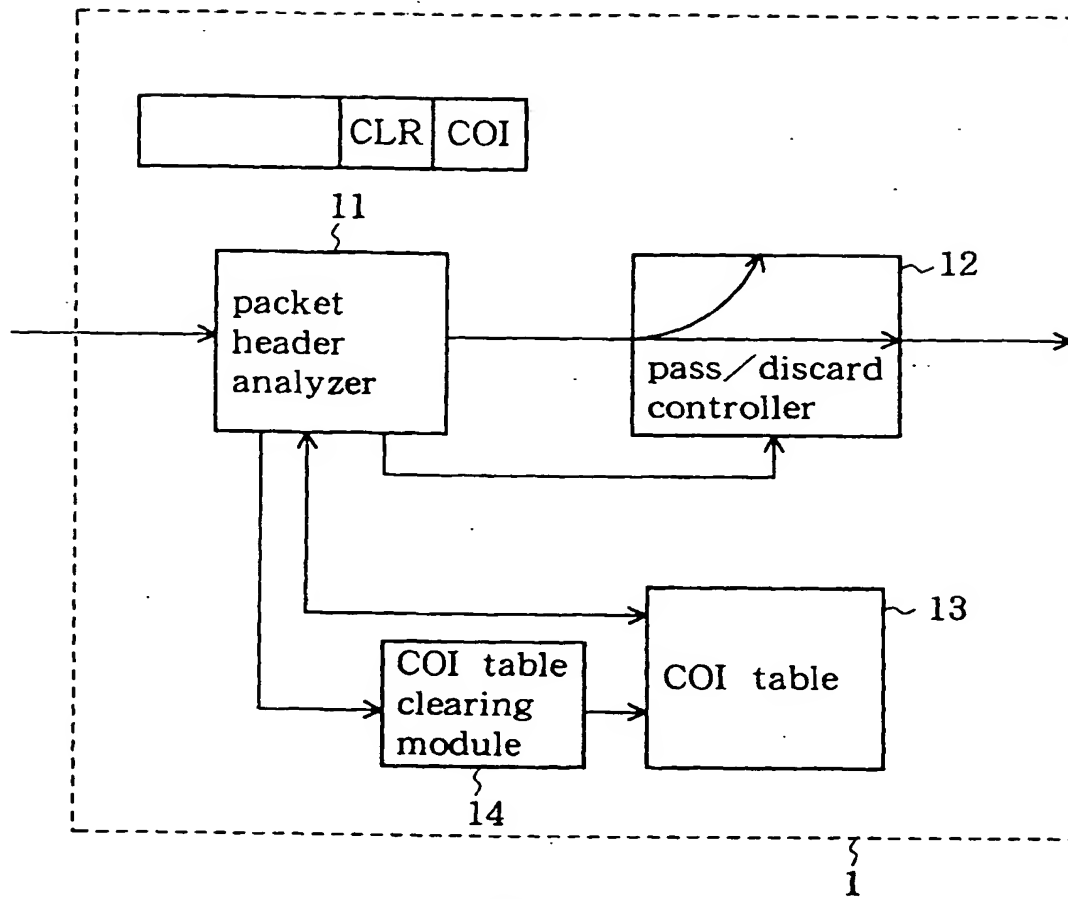 CLR COI
11
packet
header
analyzer
12
pass/discard
controller
13
COI table
COI table
clearing
module
14
1